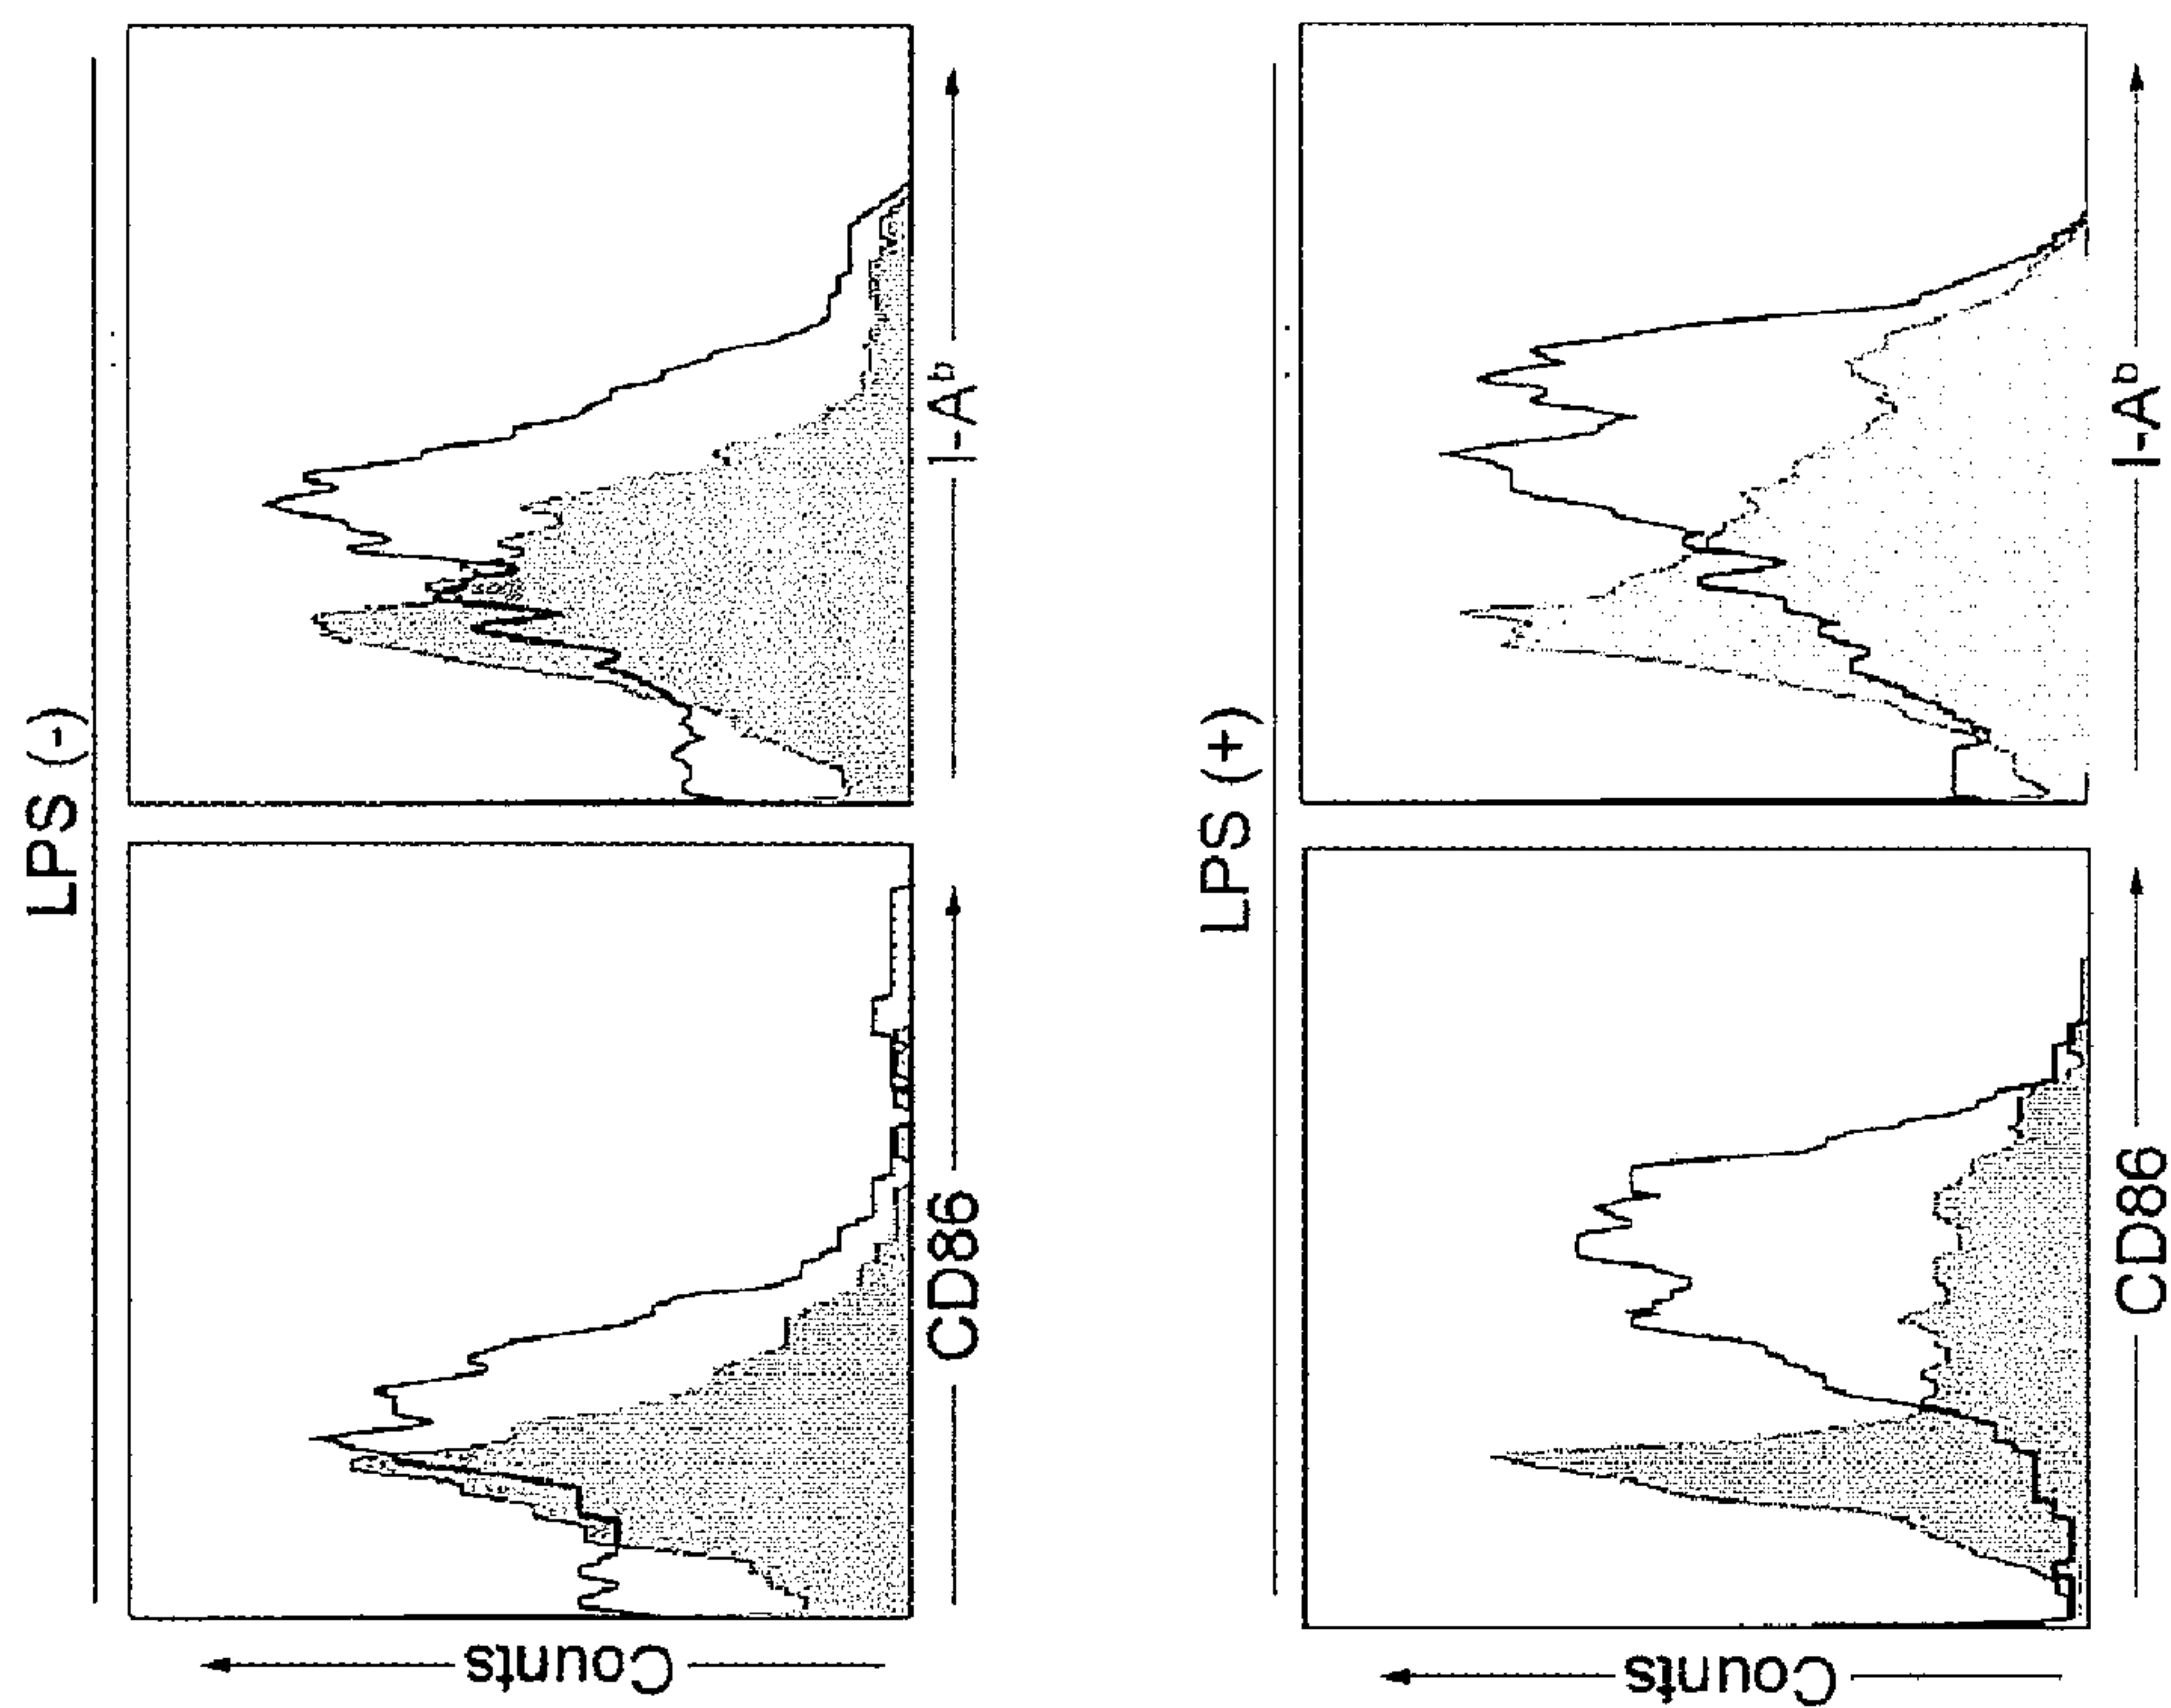 LPS (-)
Counts
CD86
I-Aᵇ
LPS (+)
Counts
CD86
I-Aᵇ